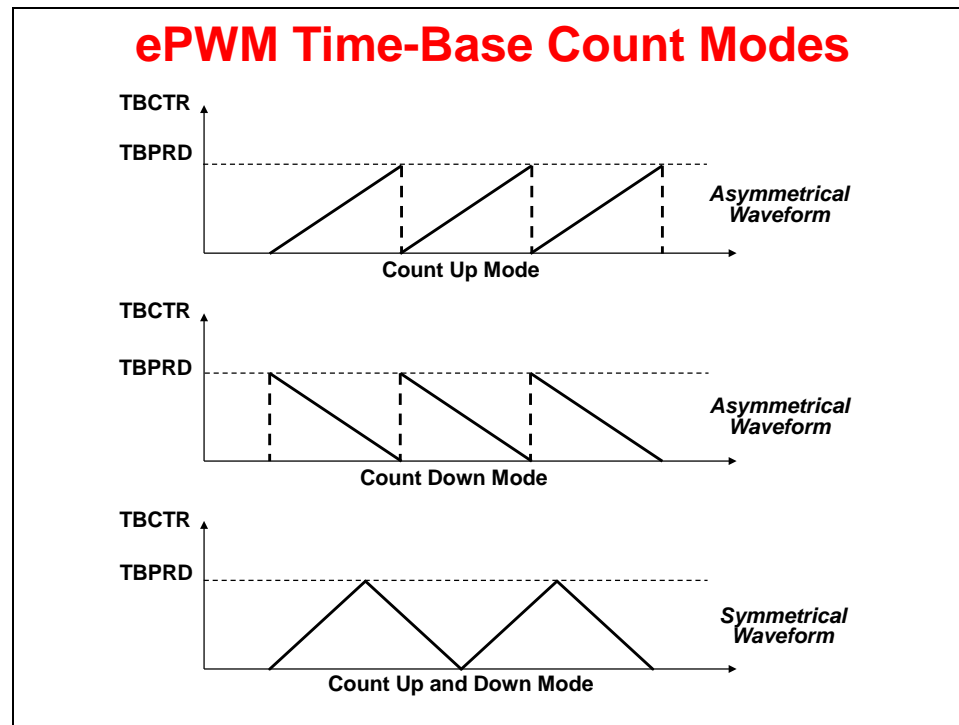 ePWM Time-Base Count Modes
TBCTR
TBPRD
Asymmetrical
Waveform
Count Up Mode
TBCTR
TBPRD
Asymmetrical
Waveform
Count Down Mode
TBCTR
TBPRD
Symmetrical
Waveform
Count Up and Down Mode